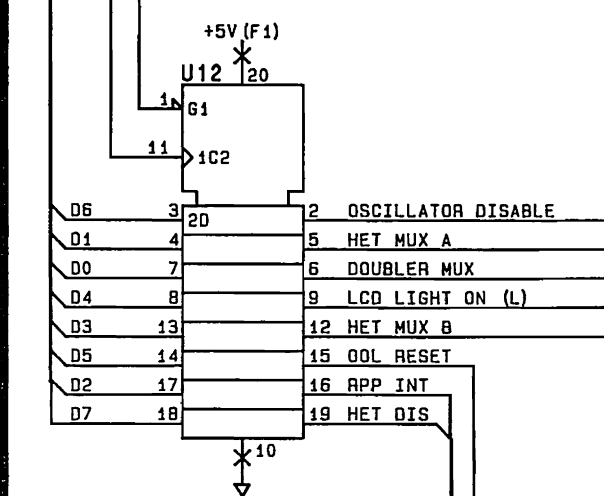 +5V (F1)
U12 20
1 G1
11 1C2
D6 3 2D 2 OSCILLATOR DISABLE
D1 4 5 HET MUX A
D0 7 6 DOUBLER MUX
D4 8 9 LCD LIGHT ON (L)
D3 13 12 HET MUX B
D5 14 15 OOL RESET
D2 17 16 RPP INT
D7 18 19 HET DIS
10